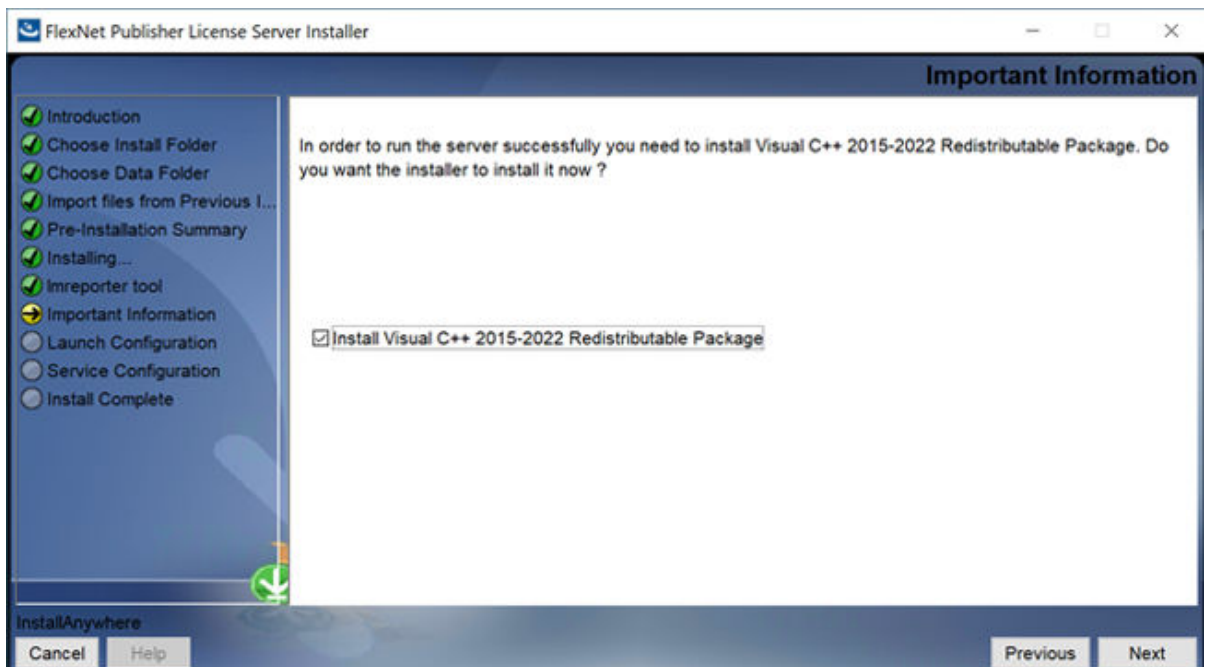 FlexNet Publisher License Server Installer
Important Information
Introduction
Choose Install Folder
Choose Data Folder
Import files from Previous I...
Pre-Installation Summary
Installing...
lmreporter tool
Important Information
Launch Configuration
Service Configuration
Install Complete
In order to run the server successfully you need to install Visual C++ 2015-2022 Redistributable Package. Do
you want the installer to install it now ?
Install Visual C++ 2015-2022 Redistributable Package
InstallAnywhere
Cancel
Help
Previous
Next